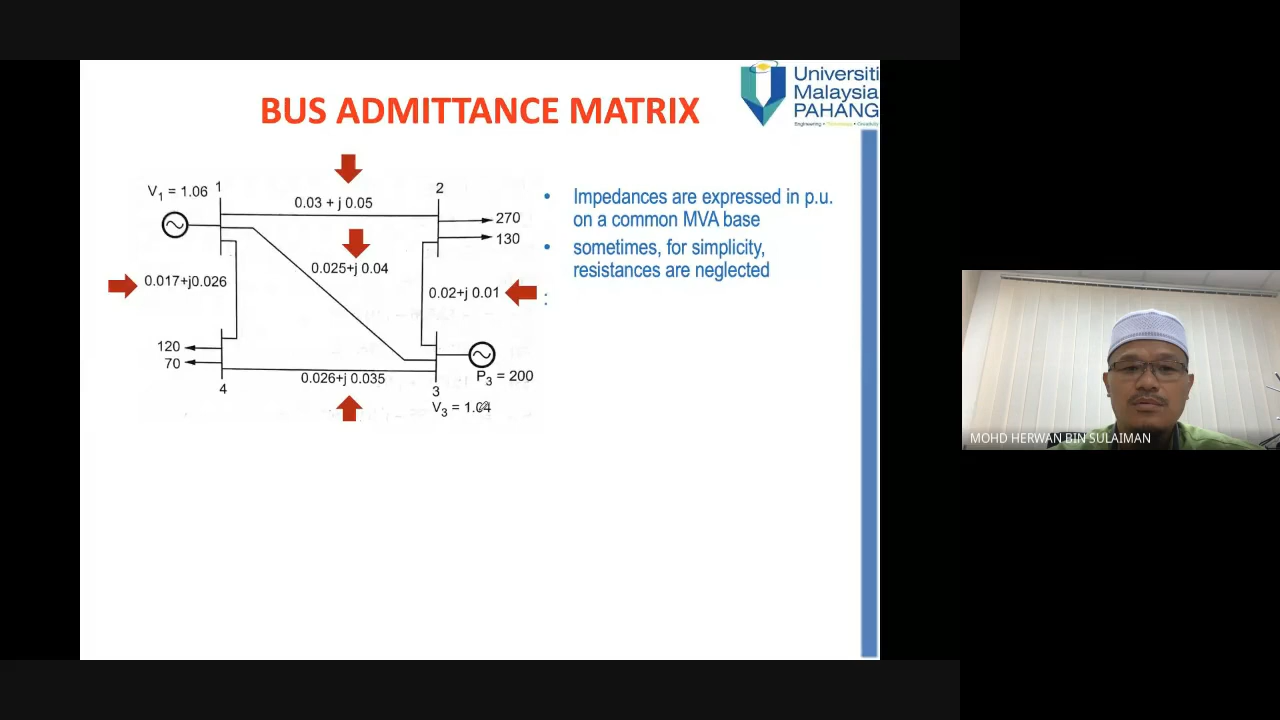 BUS ADMITTANCE MATRIX
Universiti
Malaysia
PAHANG
Engineering • Technology • Creativity
V1 = 1.06
1
2
0.03 + j 0.05
270
130
0.025+j 0.04
0.017+j0.026
0.02+j 0.01
120
70
4
0.026+j 0.035
3
P3 = 200
V3 = 1.04
• Impedances are expressed in p.u.
on a common MVA base
• sometimes, for simplicity,
resistances are neglected
:
MOHD HERWAN BIN SULAIMAN